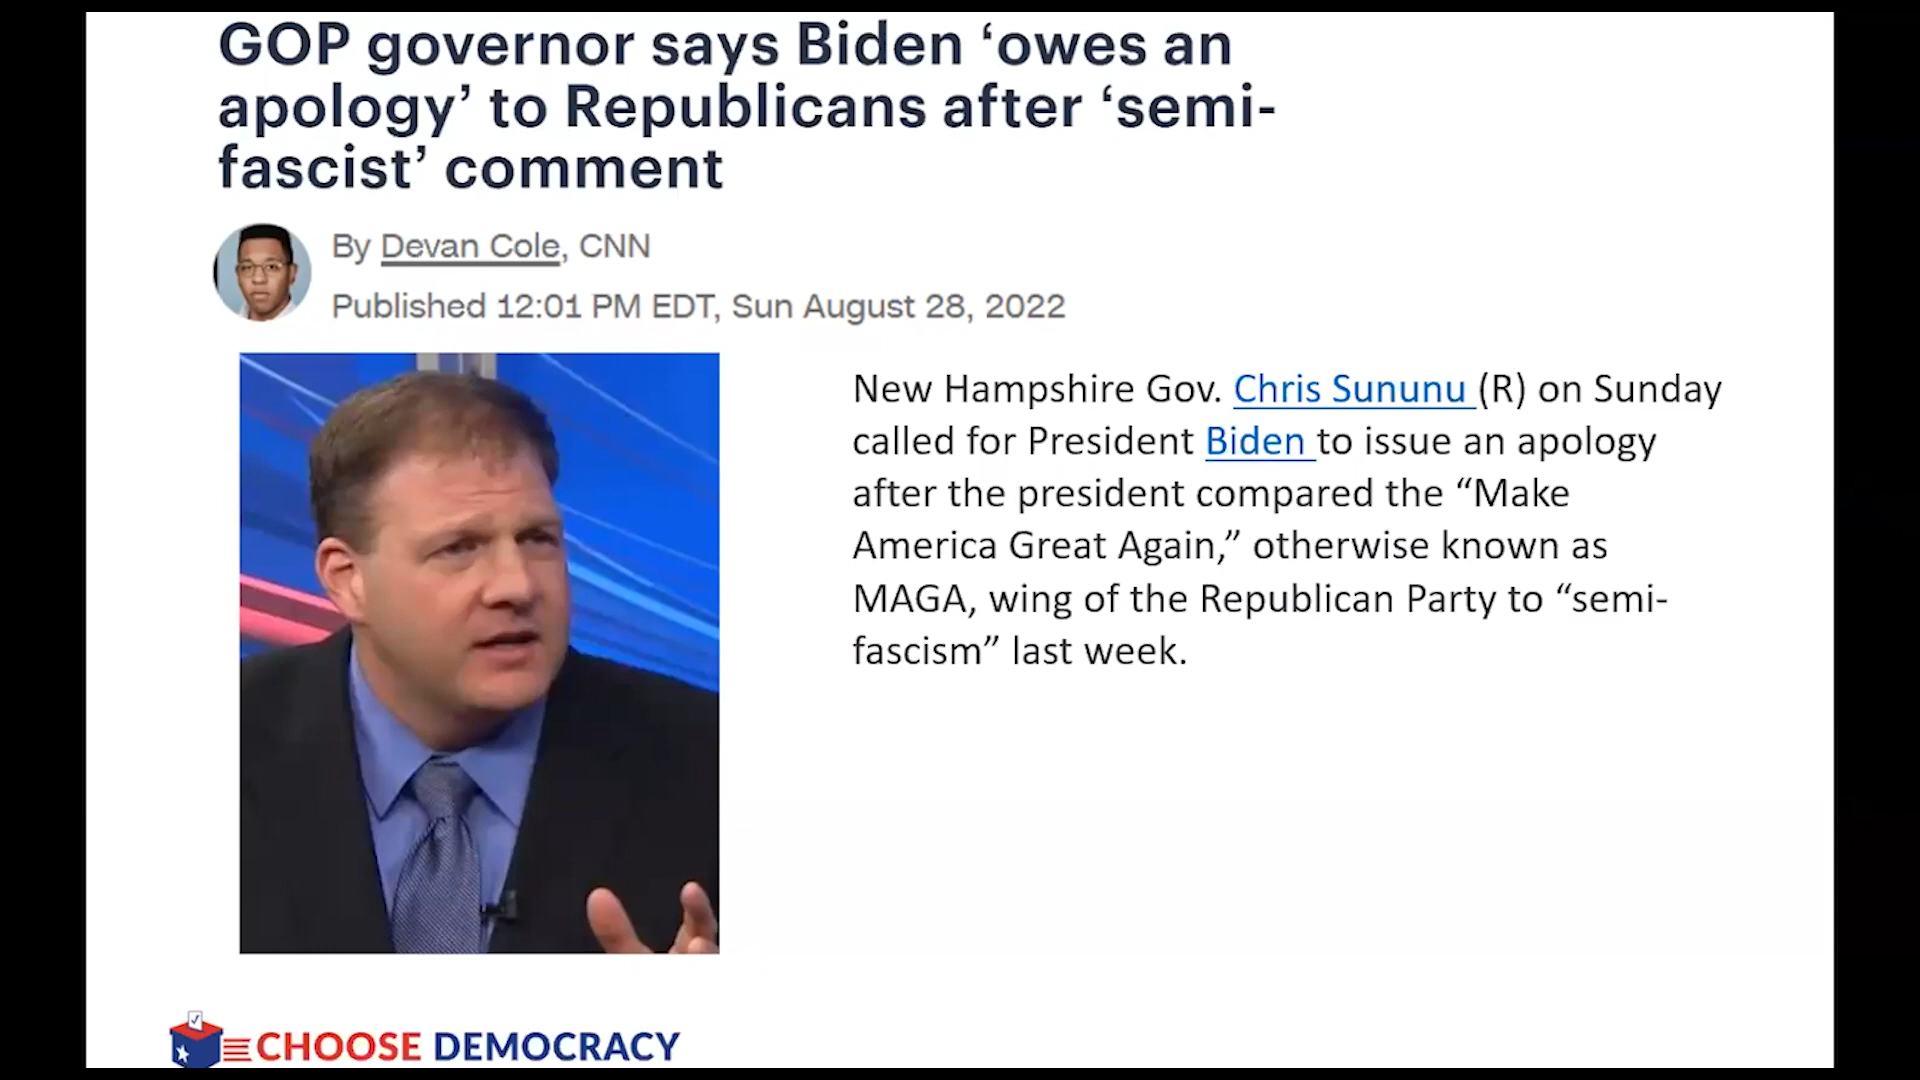 GOP governor says Biden ‘owes an
apology’ to Republicans after ‘semi-
fascist’ comment
By Devan Cole, CNN
Published 12:01 PM EDT, Sun August 28, 2022
New Hampshire Gov. Chris Sununu (R) on Sunday
called for President Biden to issue an apology
after the president compared the “Make
America Great Again,” otherwise known as
MAGA, wing of the Republican Party to “semi-
fascism” last week.
CHOOSE DEMOCRACY